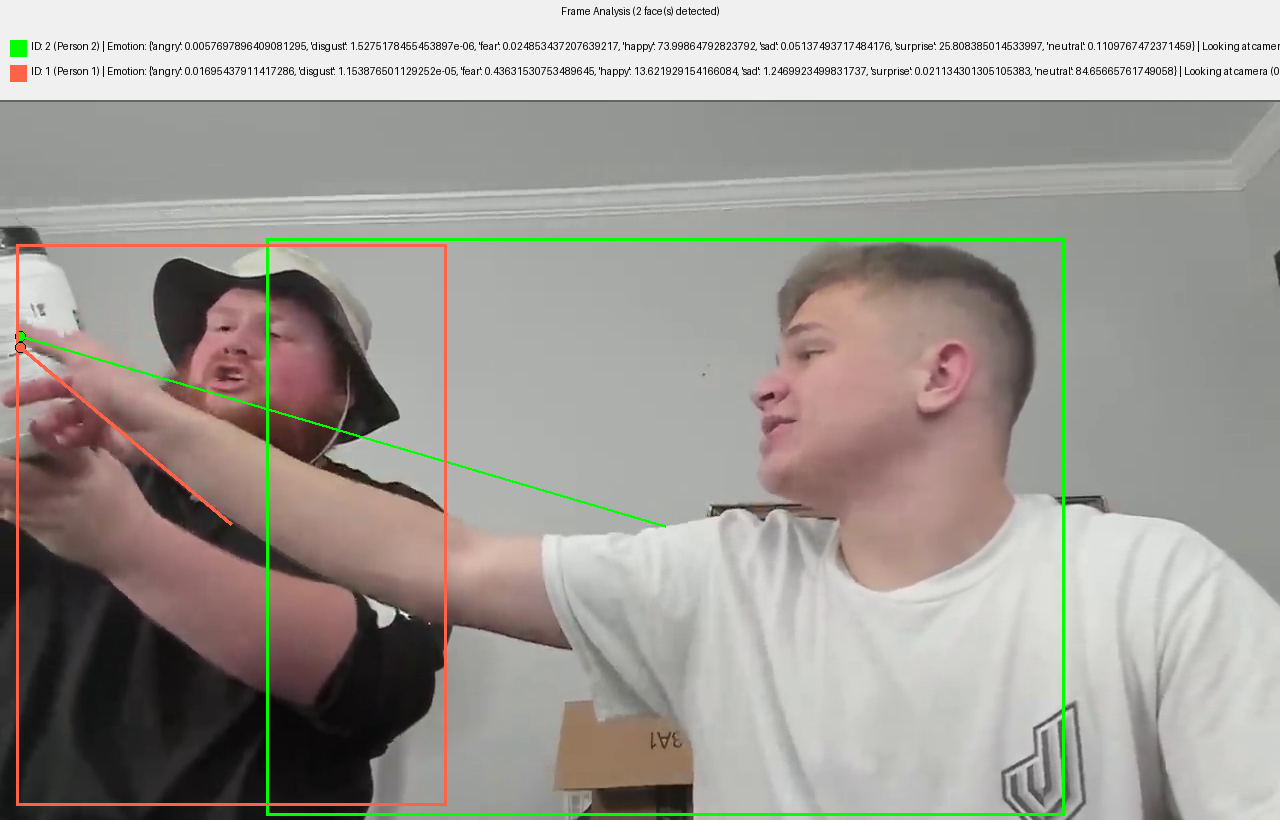 Frame Analysis (2 face(s) detected)
ID: 2 (Person 2) | Emotion: {'angry': 0.0057697896409081295, 'disgust': 1.5275178455453897e-06, 'fear': 0.024853437207639217, 'happy': 73.99864792823792, 'sad': 0.05137493717484176, 'surprise': 25.808385014533997, 'neutral': 0.1109767472371459} | Looking at camer
ID: 1 (Person 1) | Emotion: {'angry': 0.01695437911417286, 'disgust': 1.153876501129252e-05, 'fear': 0.43631530753489645, 'happy': 13.621929154166084, 'sad': 1.2469923499831737, 'surprise': 0.021134301305105383, 'neutral': 84.65665761749058} | Looking at camera (0
3A1